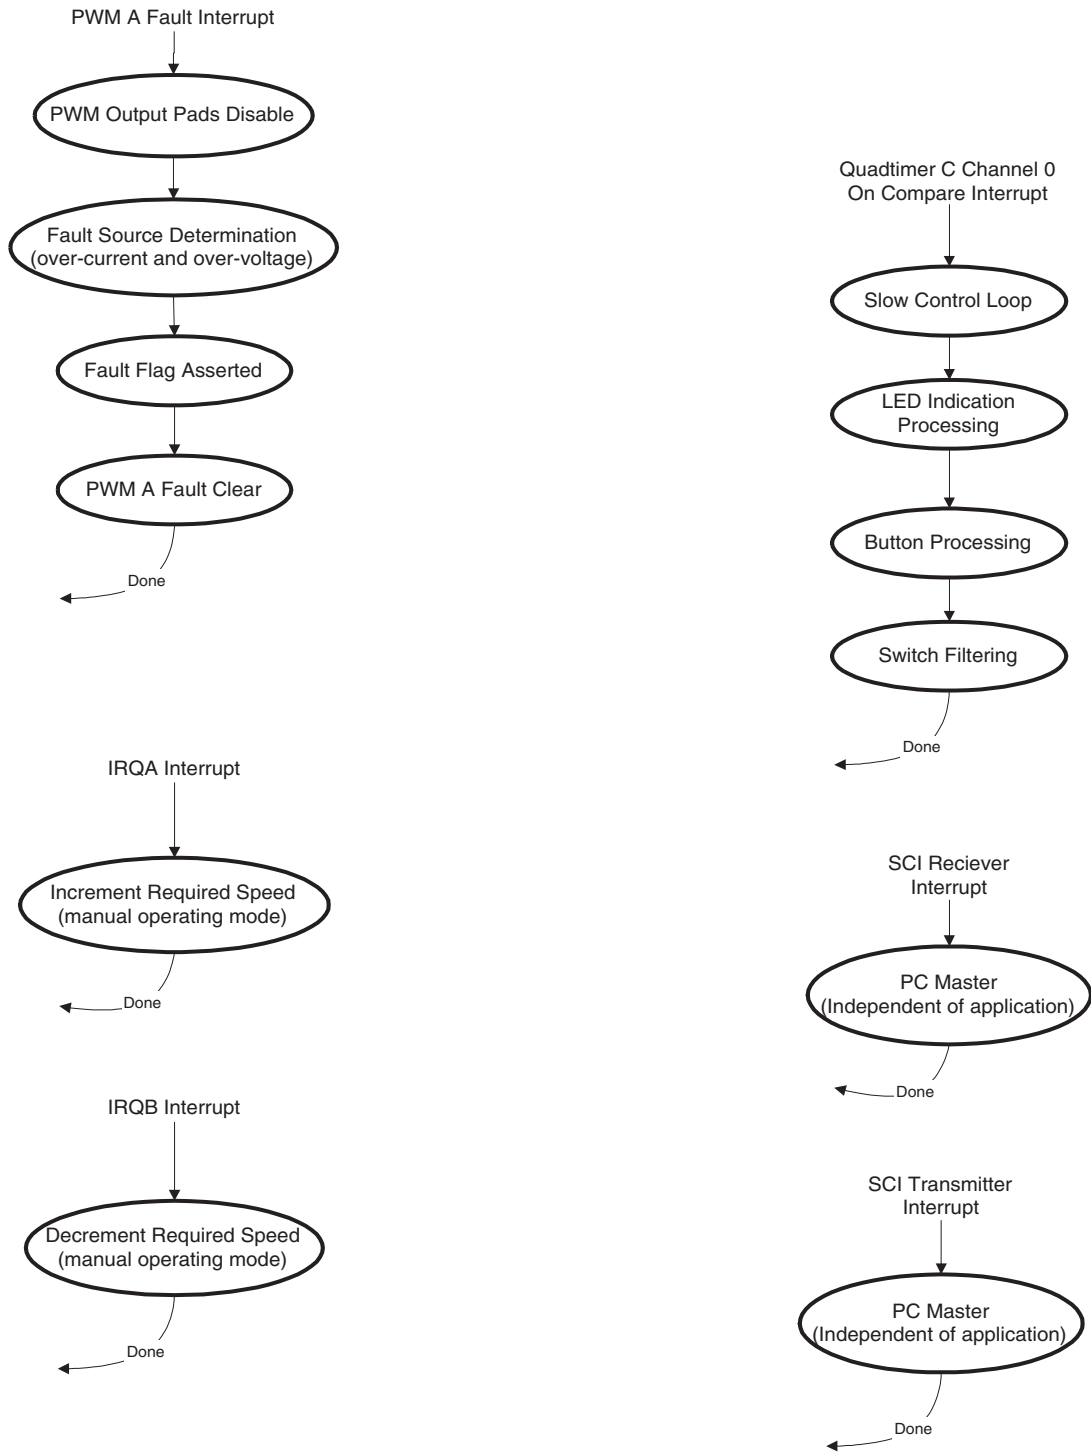 PWM A Fault Interrupt
PWM Output Pads Disable
Fault Source Determination
(over-current and over-voltage)
Fault Flag Asserted
PWM A Fault Clear
Done
IRQA Interrupt
Increment Required Speed
(manual operating mode)
Done
IRQB Interrupt
Decrement Required Speed
(manual operating mode)
Done
Quadtimer C Channel 0
On Compare Interrupt
Slow Control Loop
LED Indication
Processing
Button Processing
Switch Filtering
Done
SCI Reciever
Interrupt
PC Master
(Independent of application)
Done
SCI Transmitter
Interrupt
PC Master
(Independent of application)
Done